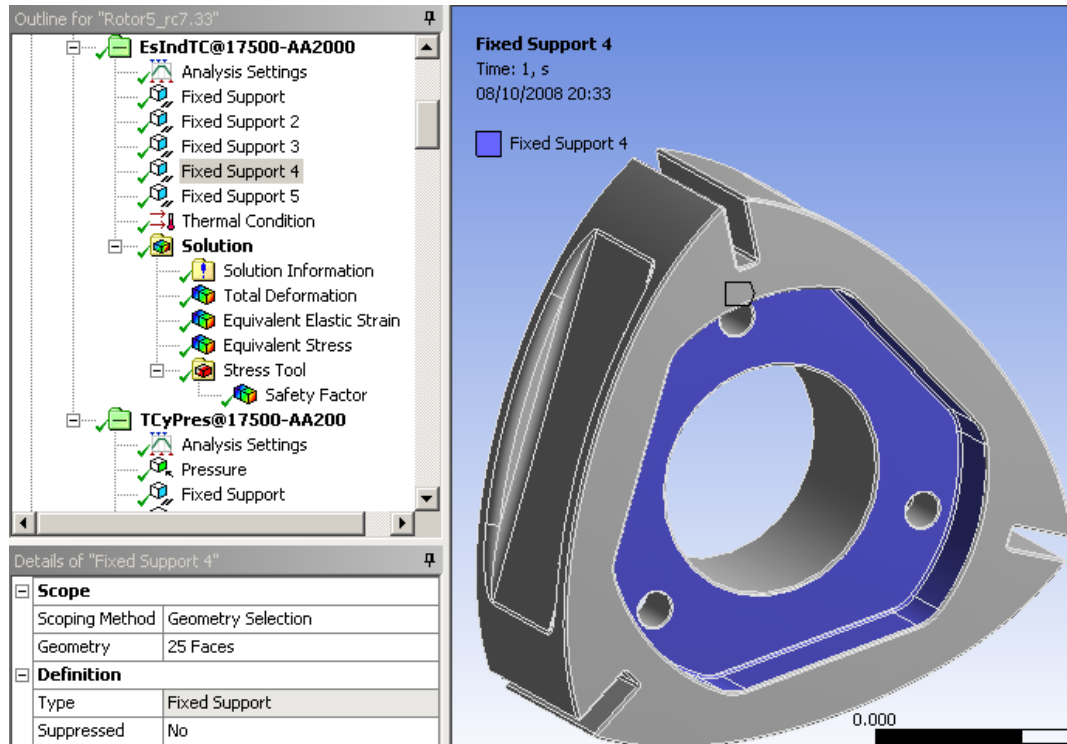 Outline for "Rotor5_rc7.33"
EsIndTC@17500-AA2000
Analysis Settings
Fixed Support
Fixed Support 2
Fixed Support 3
Fixed Support 4
Fixed Support 5
Thermal Condition
Solution
Solution Information
Total Deformation
Equivalent Elastic Strain
Equivalent Stress
Stress Tool
Safety Factor
TCyPres@17500-AA200
Analysis Settings
Pressure
Fixed Support
Details of "Fixed Support 4"
Scope
Scoping Method Geometry Selection
Geometry 25 Faces
Definition
Type Fixed Support
Suppressed No
Fixed Support 4
Time: 1, s
08/10/2008 20:33
Fixed Support 4
0.000